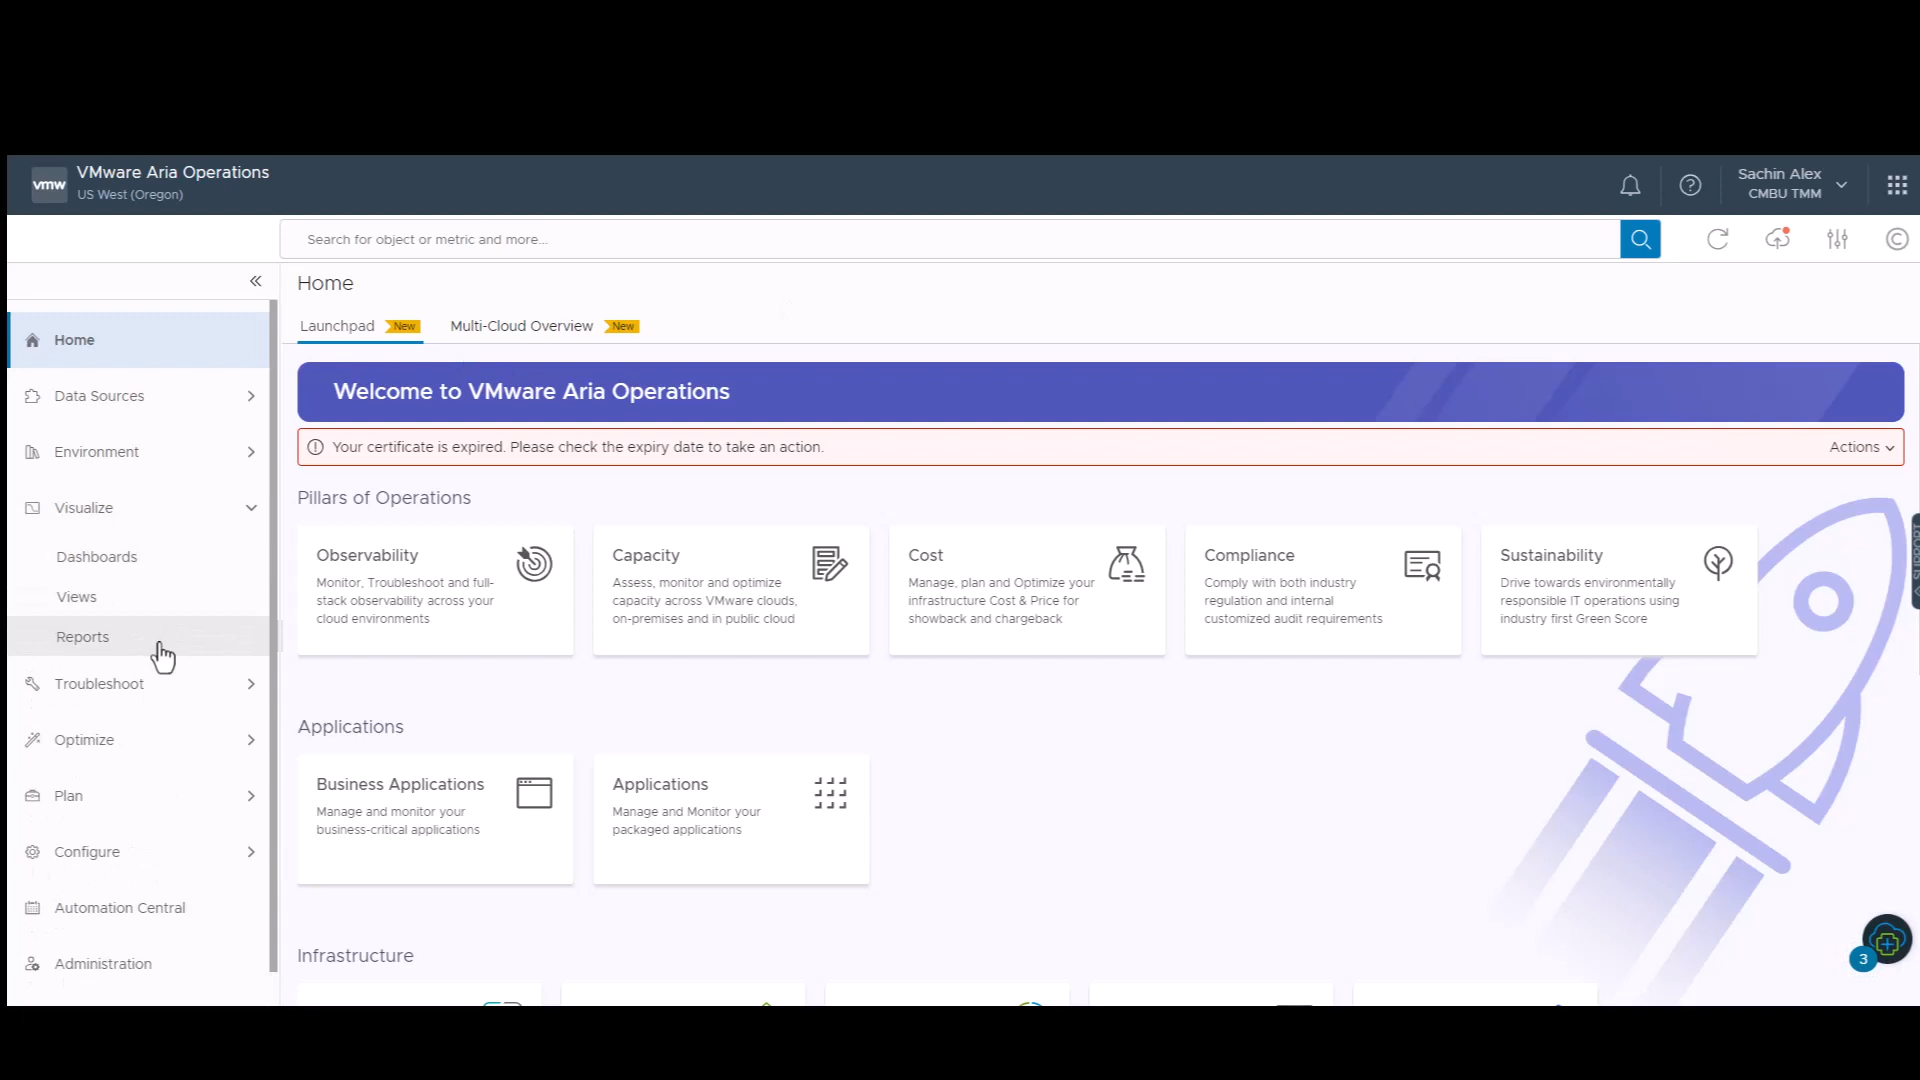 vmw
VMware Aria Operations
US West (Oregon)
Sachin Alex
CMBU TMM
Search for object or metric and more...
Home
Data Sources
Environment
Visualize
Dashboards
Views
Reports
Troubleshoot
Optimize
Plan
Configure
Automation Central
Administration
Home
Launchpad New
Multi-Cloud Overview New
Welcome to VMware Aria Operations
Your certificate is expired. Please check the expiry date to take an action.
Actions
Pillars of Operations
Observability
Monitor, Troubleshoot and full-
stack observability across your
cloud environments
Capacity
Assess, monitor and optimize
capacity across VMware clouds,
on-premises and in public cloud
Cost
Manage, plan and Optimize your
infrastructure Cost & Price for
showback and chargeback
Compliance
Comply with both industry
regulation and internal
customized audit requirements
Sustainability
Drive towards environmentally
responsible IT operations using
industry first Green Score
SUPPORT
Applications
Business Applications
Manage and monitor your
business-critical applications
Applications
Manage and Monitor your
packaged applications
Infrastructure
3